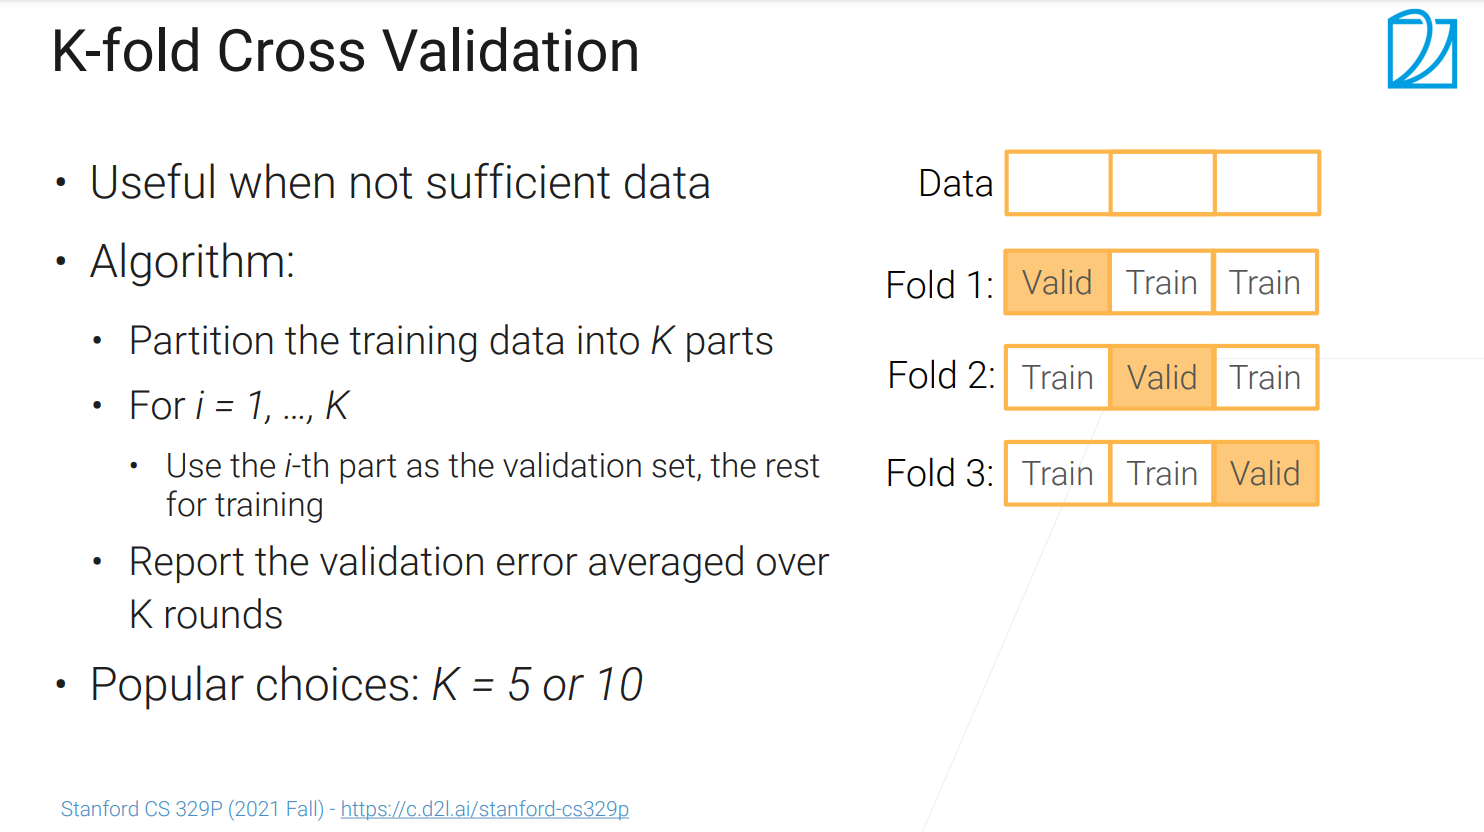 K-fold Cross Validation
• Useful when not sufficient data
• Algorithm:
• Partition the training data into K parts
• For i = 1, …, K
• Use the i-th part as the validation set, the rest
for training
• Report the validation error averaged over
K rounds
• Popular choices: K = 5 or 10
Data
Fold 1: Valid Train Train
Fold 2: Train Valid Train
Fold 3: Train Train Valid
Stanford CS 329P (2021 Fall) - https://c.d2l.ai/stanford-cs329p